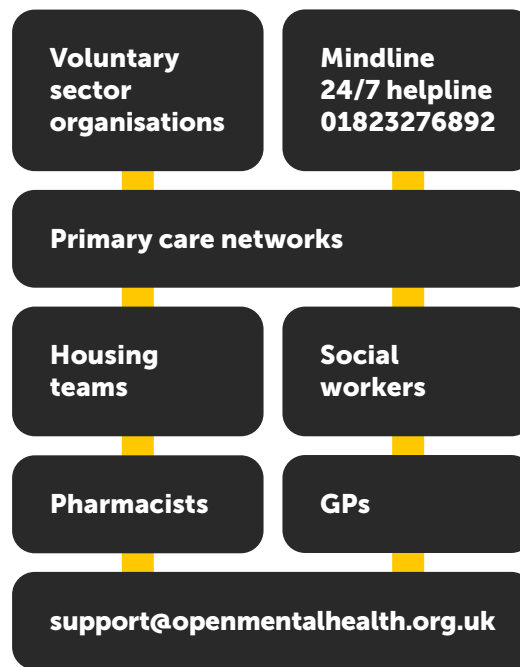 Voluntary
sector
organisations
Mindline
24/7 helpline
01823276892
Primary care networks
Housing
teams
Social
workers
Pharmacists
GPs
support@openmentalhealth.org.uk